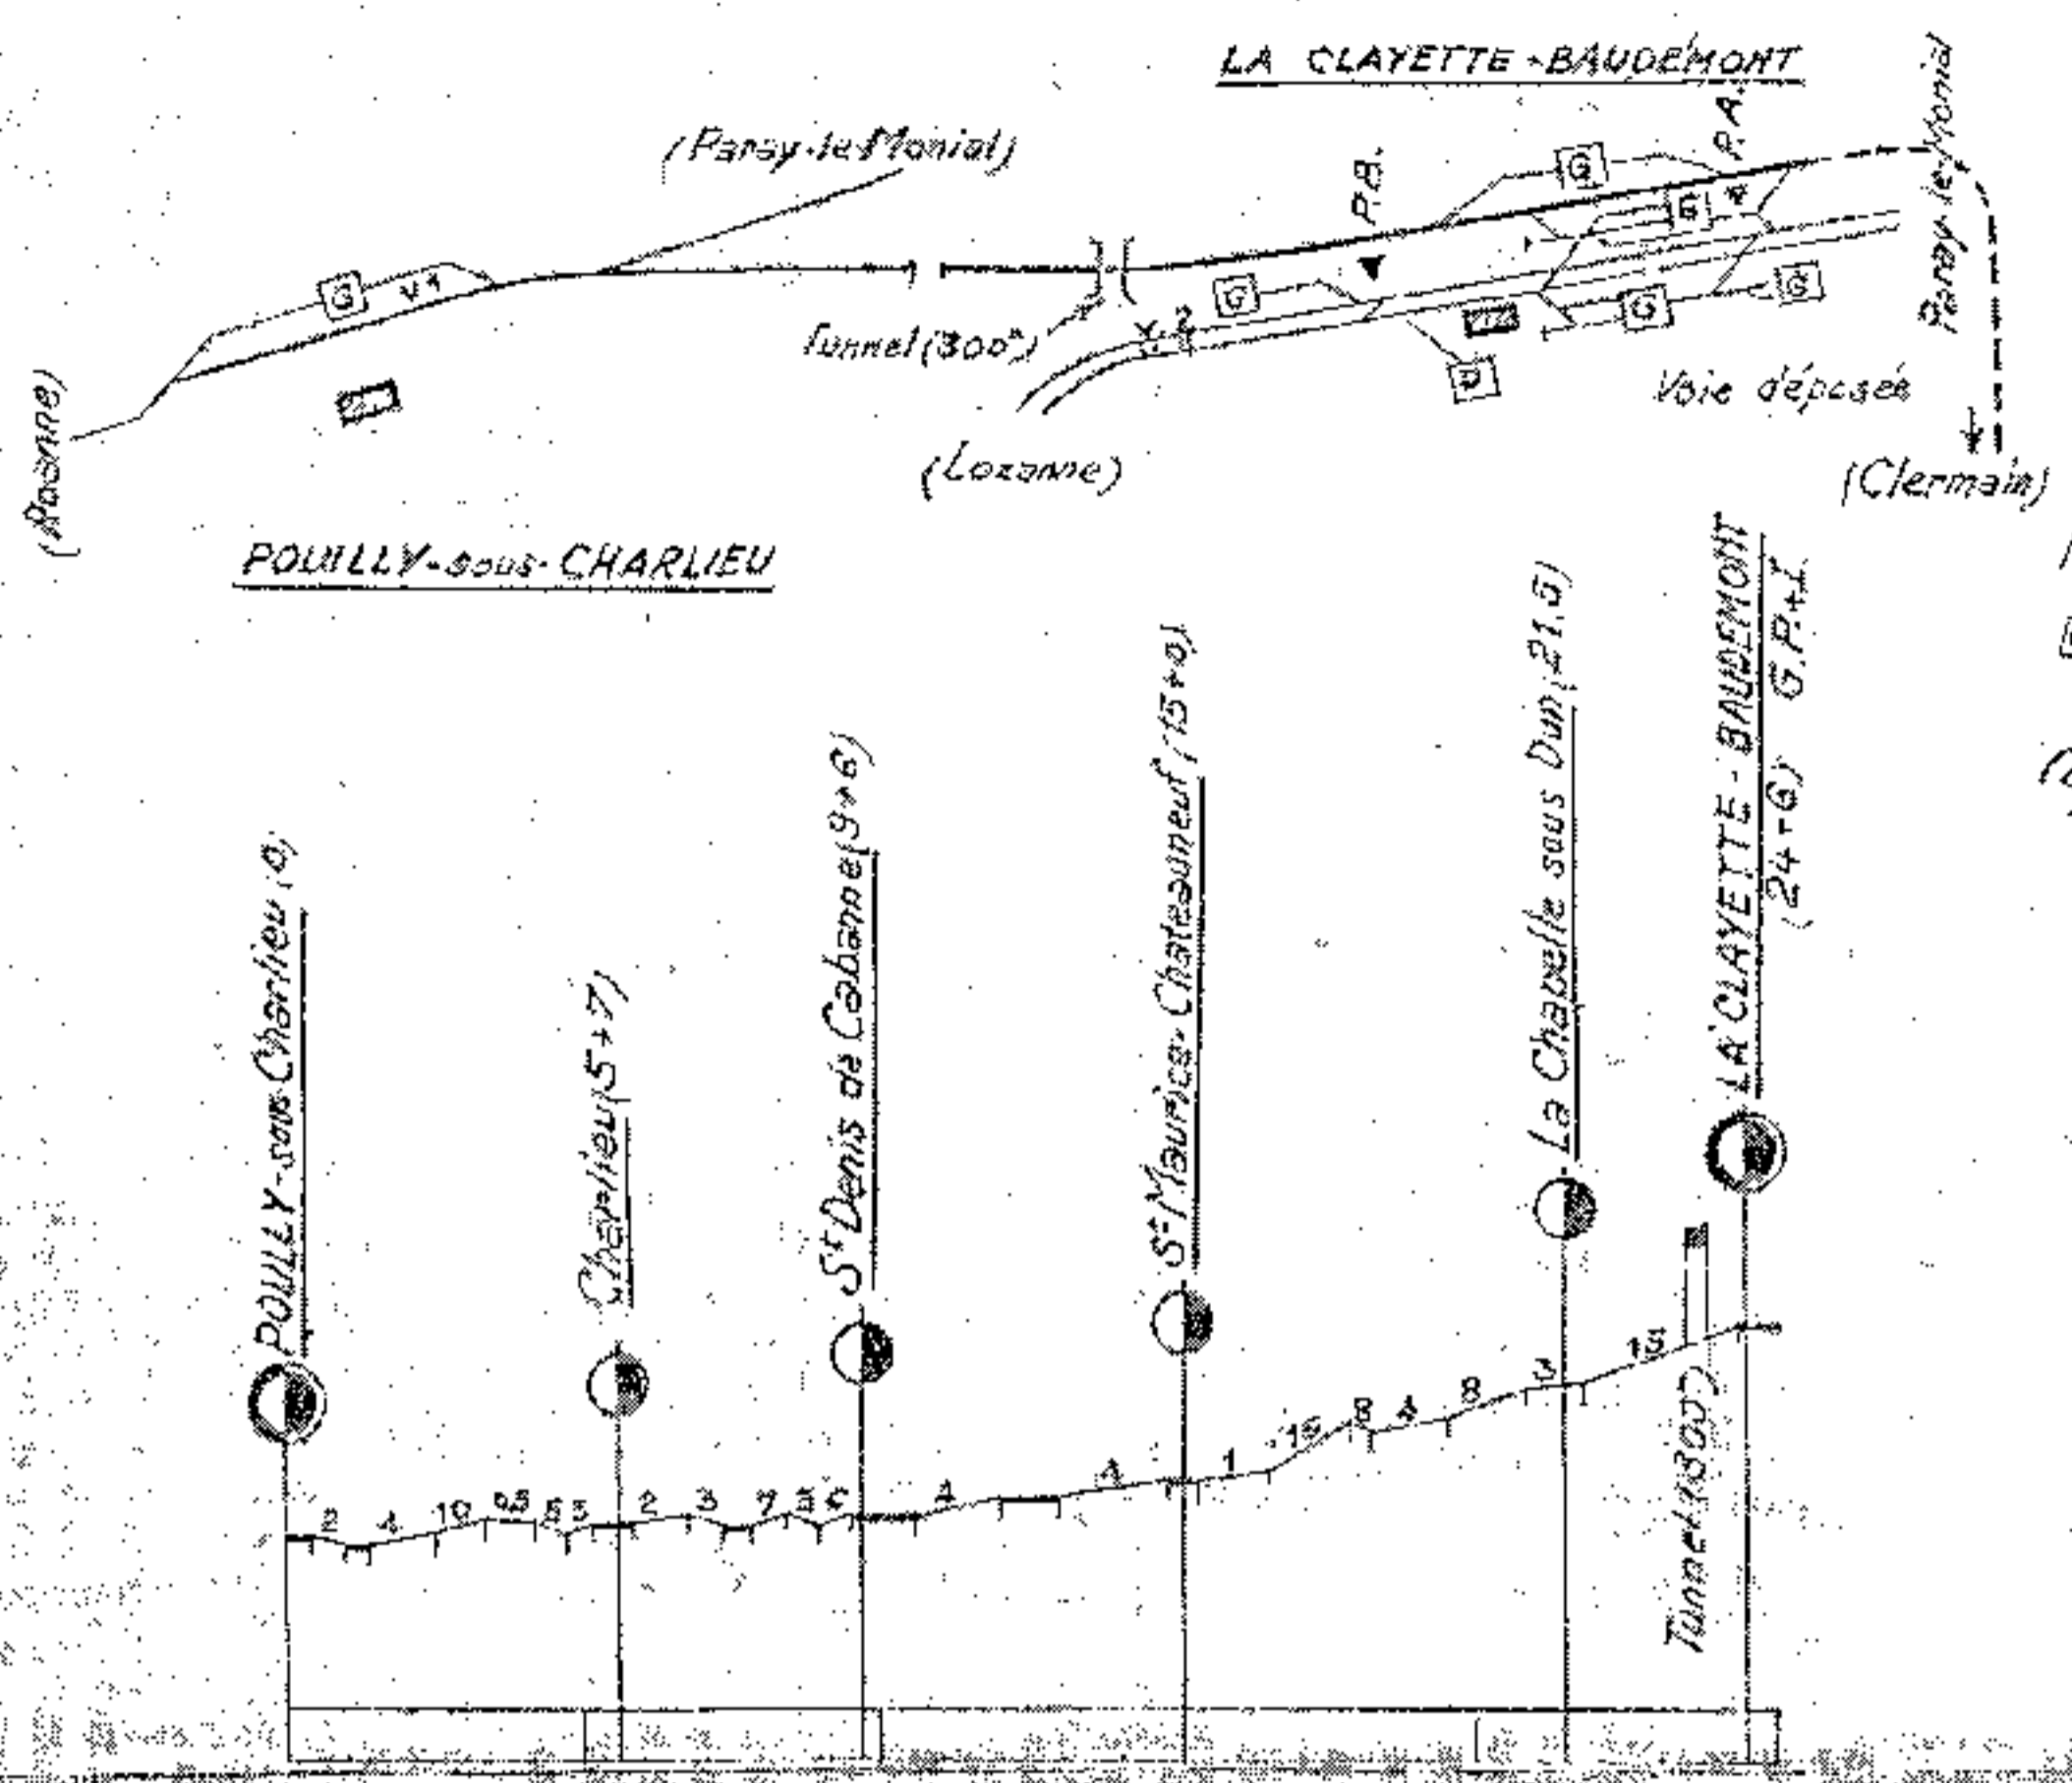 LA CLAYETTE-BAUDEMONT
(Paray-le-Monial)
P.B.
P.A.
Paray-le-Monial
G
G
G
V1
G
G
G
Tunnel (300m)
V.2
D
Voie déposée
(Roanne)
(Lozanne)
(Clermain)
POUILLY-sous-CHARLIEU
POUILLY-sous-Charlieu (0)
Charlieu (5+7)
St Denis de Cabanne (9+6)
St Maurice-Chateauneuf (15+0)
La Chapelle sous Dun (21.5)
LA CLAYETTE-BAUDEMONT
(24+6) G.P.+I
4
10
2
3
7
4
4
1
15
8
4
8
3
15
Tunnel (300m)